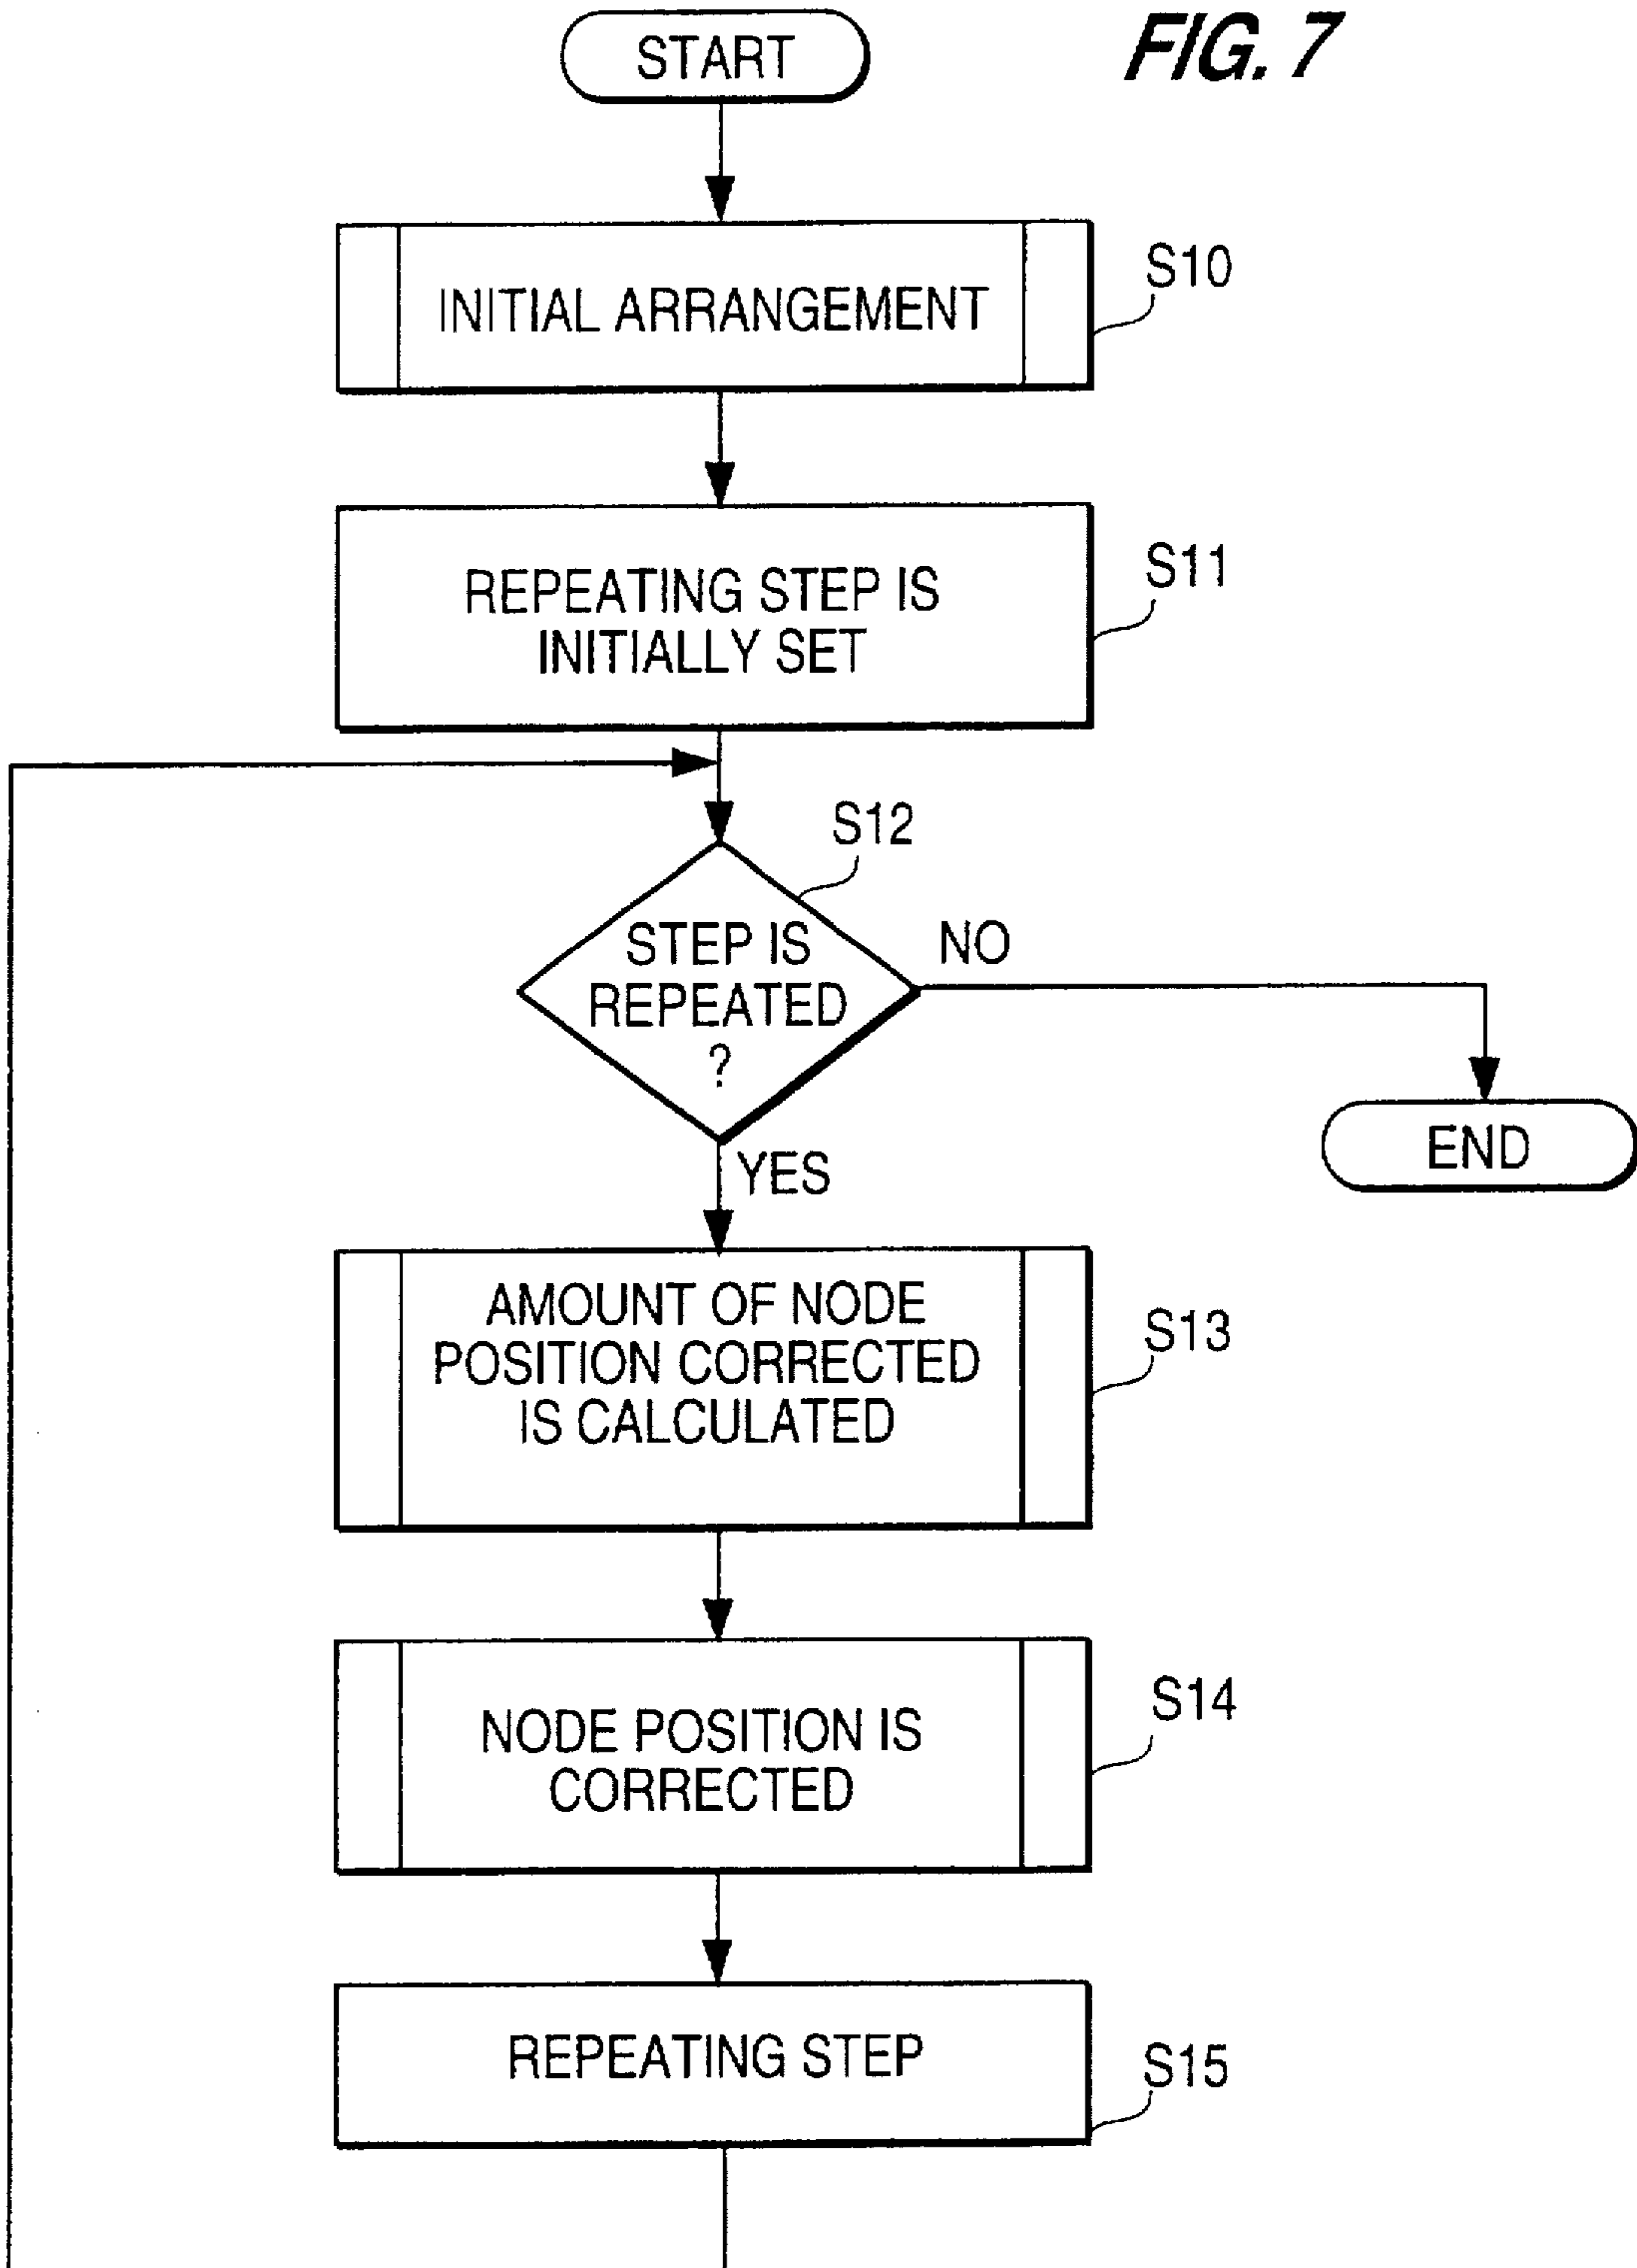 FIG. 7
START
INITIAL ARRANGEMENT
S10
REPEATING STEP IS
INITIALLY SET
S11
S12
STEP IS
REPEATED
?
NO
YES
END
AMOUNT OF NODE
POSITION CORRECTED
IS CALCULATED
S13
NODE POSITION IS
CORRECTED
S14
REPEATING STEP
S15